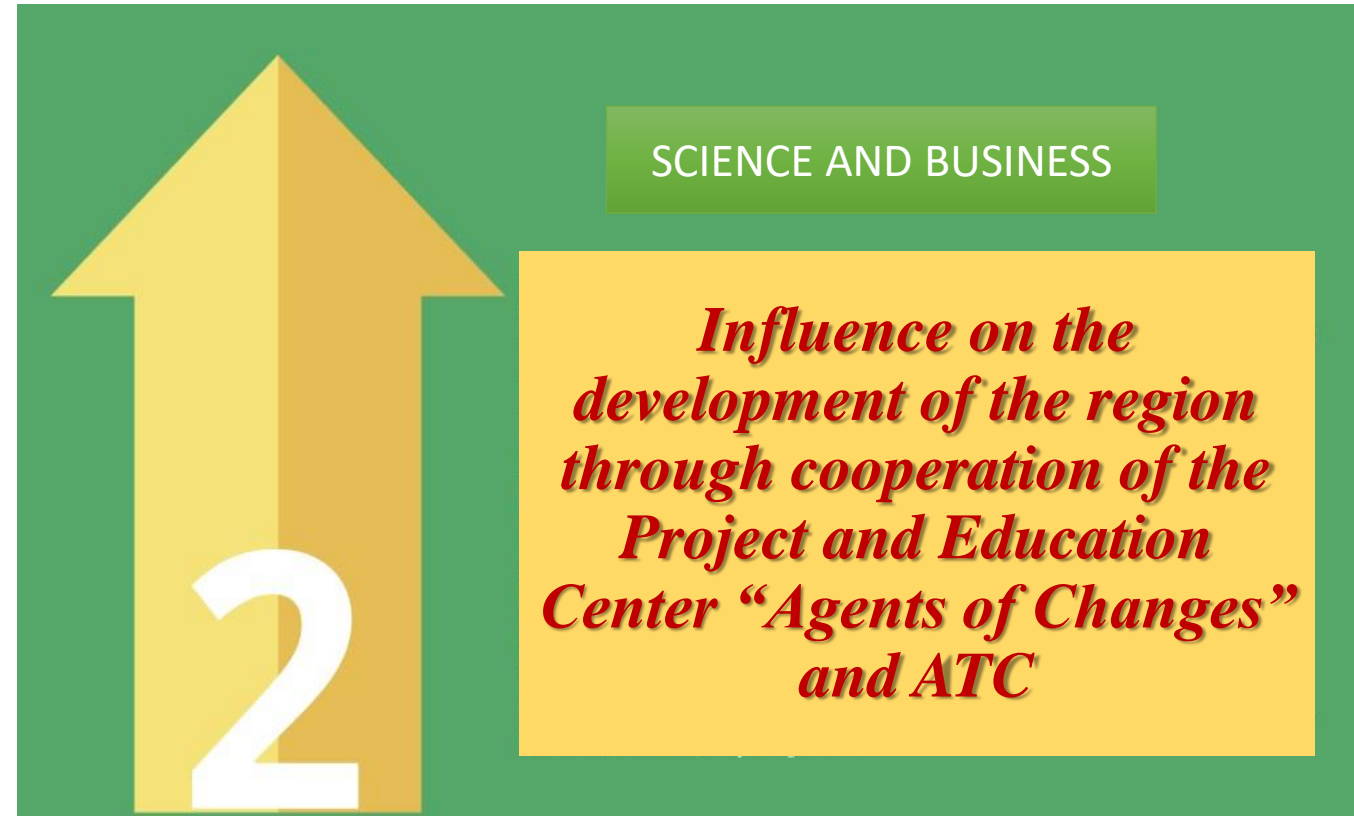 SCIENCE AND BUSINESS
Influence on the
development of the region
through cooperation of the
Project and Education
Center “Agents of Changes”
and ATC
2